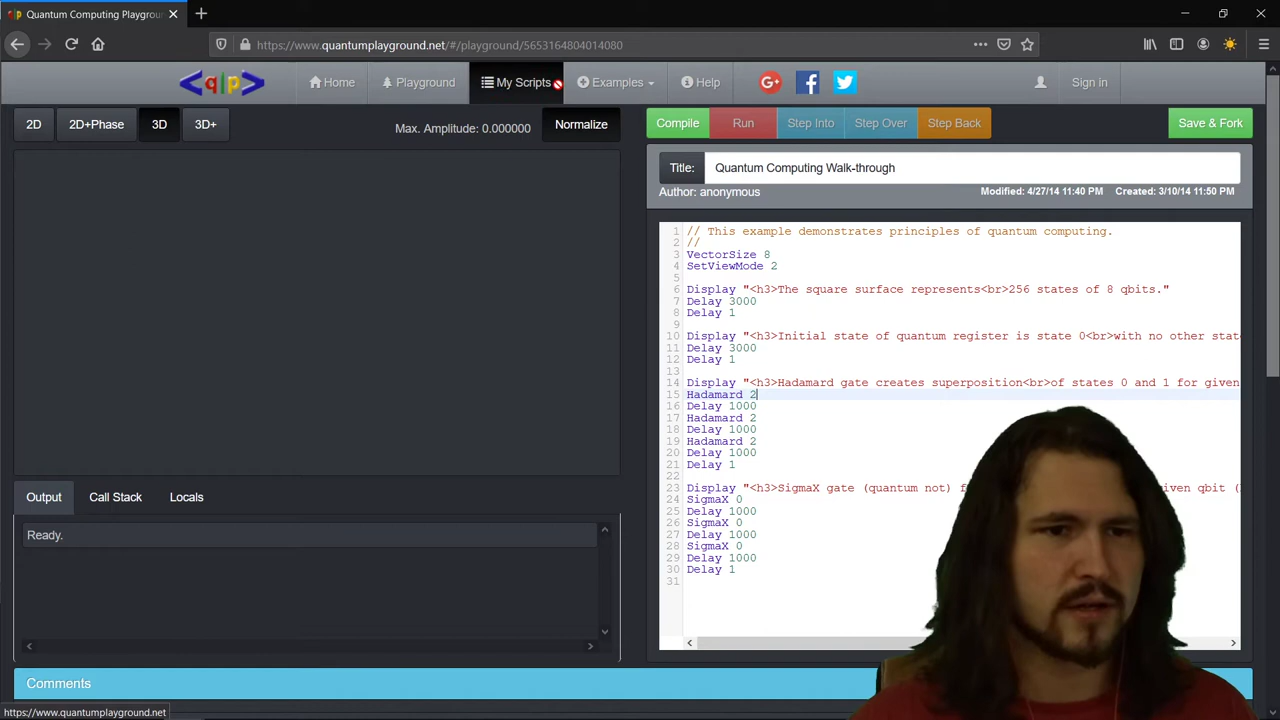 Quantum Computing Playgrour
https://www.quantumplayground.net/#/playground/5653164804014080
<q|p>
Home
Playground
My Scripts
Examples
Help
Sign in
2D
2D+Phase
3D
3D+
Max. Amplitude: 0.000000
Normalize
Compile
Run
Step Into
Step Over
Step Back
Save & Fork
Title:
Quantum Computing Walk-through
Author: anonymous
Modified: 4/27/14 11:40 PM
Created: 3/10/14 11:50 PM
1 // This example demonstrates principles of quantum computing.
2 //
3 VectorSize 8
4 SetViewMode 2
5
6 Display "<h3>The square surface represents<br>256 states of 8 qbits."
7 Delay 3000
8 Delay 1
9
10 Display "<h3>Initial state of quantum register is state 0<br>with no other stat
11 Delay 3000
12 Delay 1
13
14 Display "<h3>Hadamard gate creates superposition<br>of states 0 and 1 for given
15 Hadamard 2
16 Delay 1000
17 Hadamard 2
18 Delay 1000
19 Hadamard 2
20 Delay 1000
21 Delay 1
22
23 Display "<h3>SigmaX gate (quantum not) f iven qbit (
24 SigmaX 0
25 Delay 1000
26 SigmaX 0
27 Delay 1000
28 SigmaX 0
29 Delay 1000
30 Delay 1
31
Output
Call Stack
Locals
Ready.
Comments
https://www.quantumplayground.net